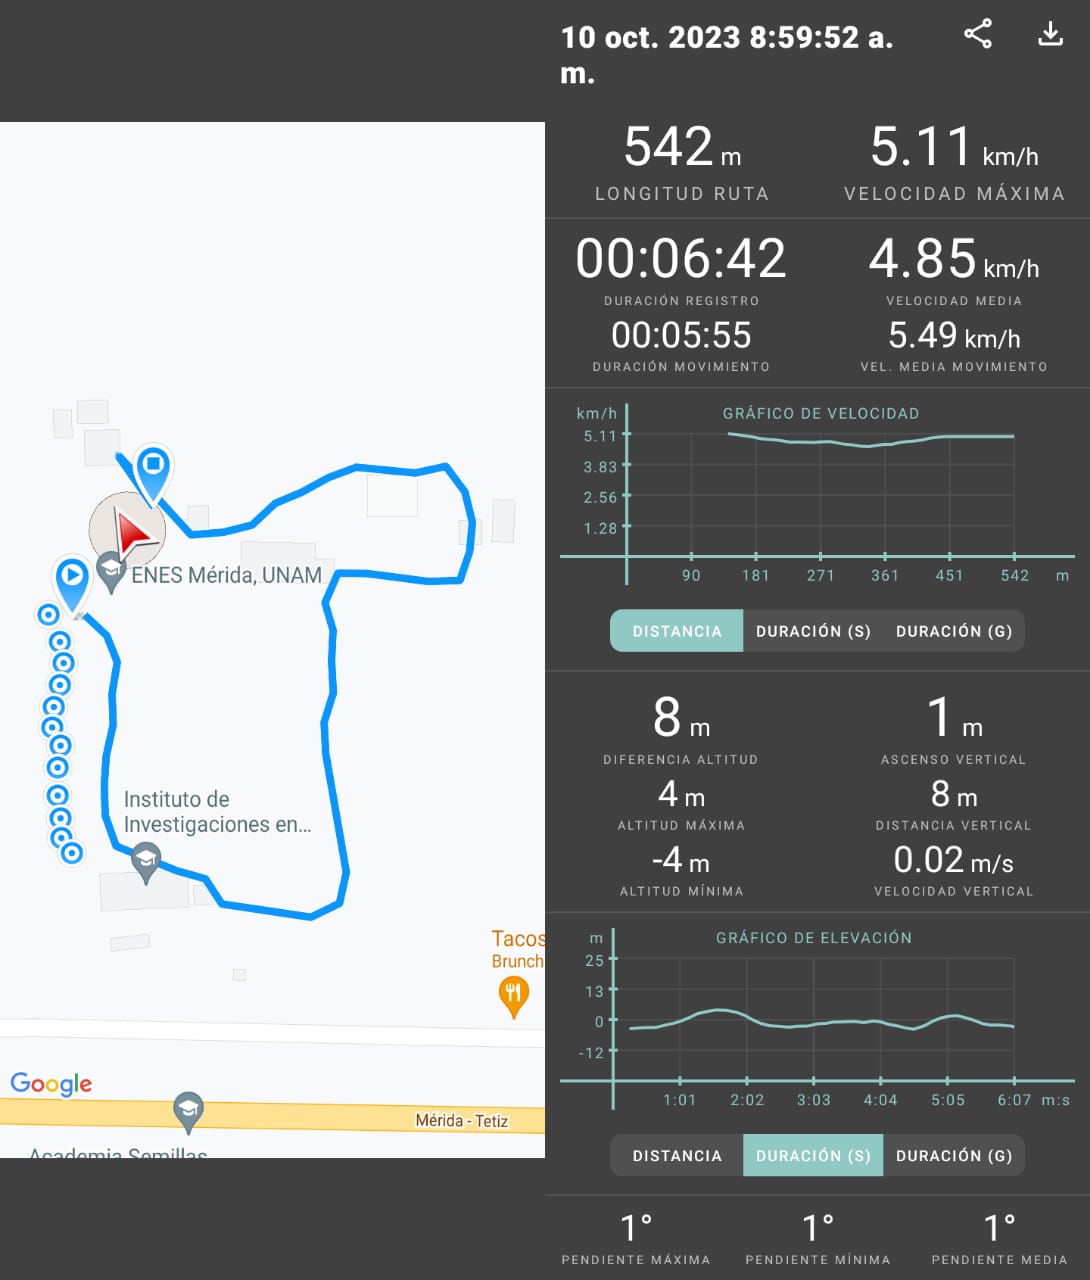 ENES Mérida, UNAM
Instituto de
Investigaciones en...
Tacos
Brunch
Google
Mérida - Tetiz
Academia Semillas
10 oct. 2023 8:59:52 a.
m.
542 m
LONGITUD RUTA
5.11 km/h
VELOCIDAD MÁXIMA
00:06:42
DURACIÓN REGISTRO
4.85 km/h
VELOCIDAD MEDIA
00:05:55
DURACIÓN MOVIMIENTO
5.49 km/h
VEL. MEDIA MOVIMIENTO
GRÁFICO DE VELOCIDAD
km/h
5.11
3.83
2.56
1.28
90 181 271 361 451 542 m
DISTANCIA DURACIÓN (S) DURACIÓN (G)
8 m
DIFERENCIA ALTITUD
1 m
ASCENSO VERTICAL
4 m
ALTITUD MÁXIMA
8 m
DISTANCIA VERTICAL
-4 m
ALTITUD MÍNIMA
0.02 m/s
VELOCIDAD VERTICAL
GRÁFICO DE ELEVACIÓN
m
25
13
0
-12
1:01 2:02 3:03 4:04 5:05 6:07 m:s
DISTANCIA DURACIÓN (S) DURACIÓN (G)
1°
PENDIENTE MÁXIMA
1°
PENDIENTE MÍNIMA
1°
PENDIENTE MEDIA